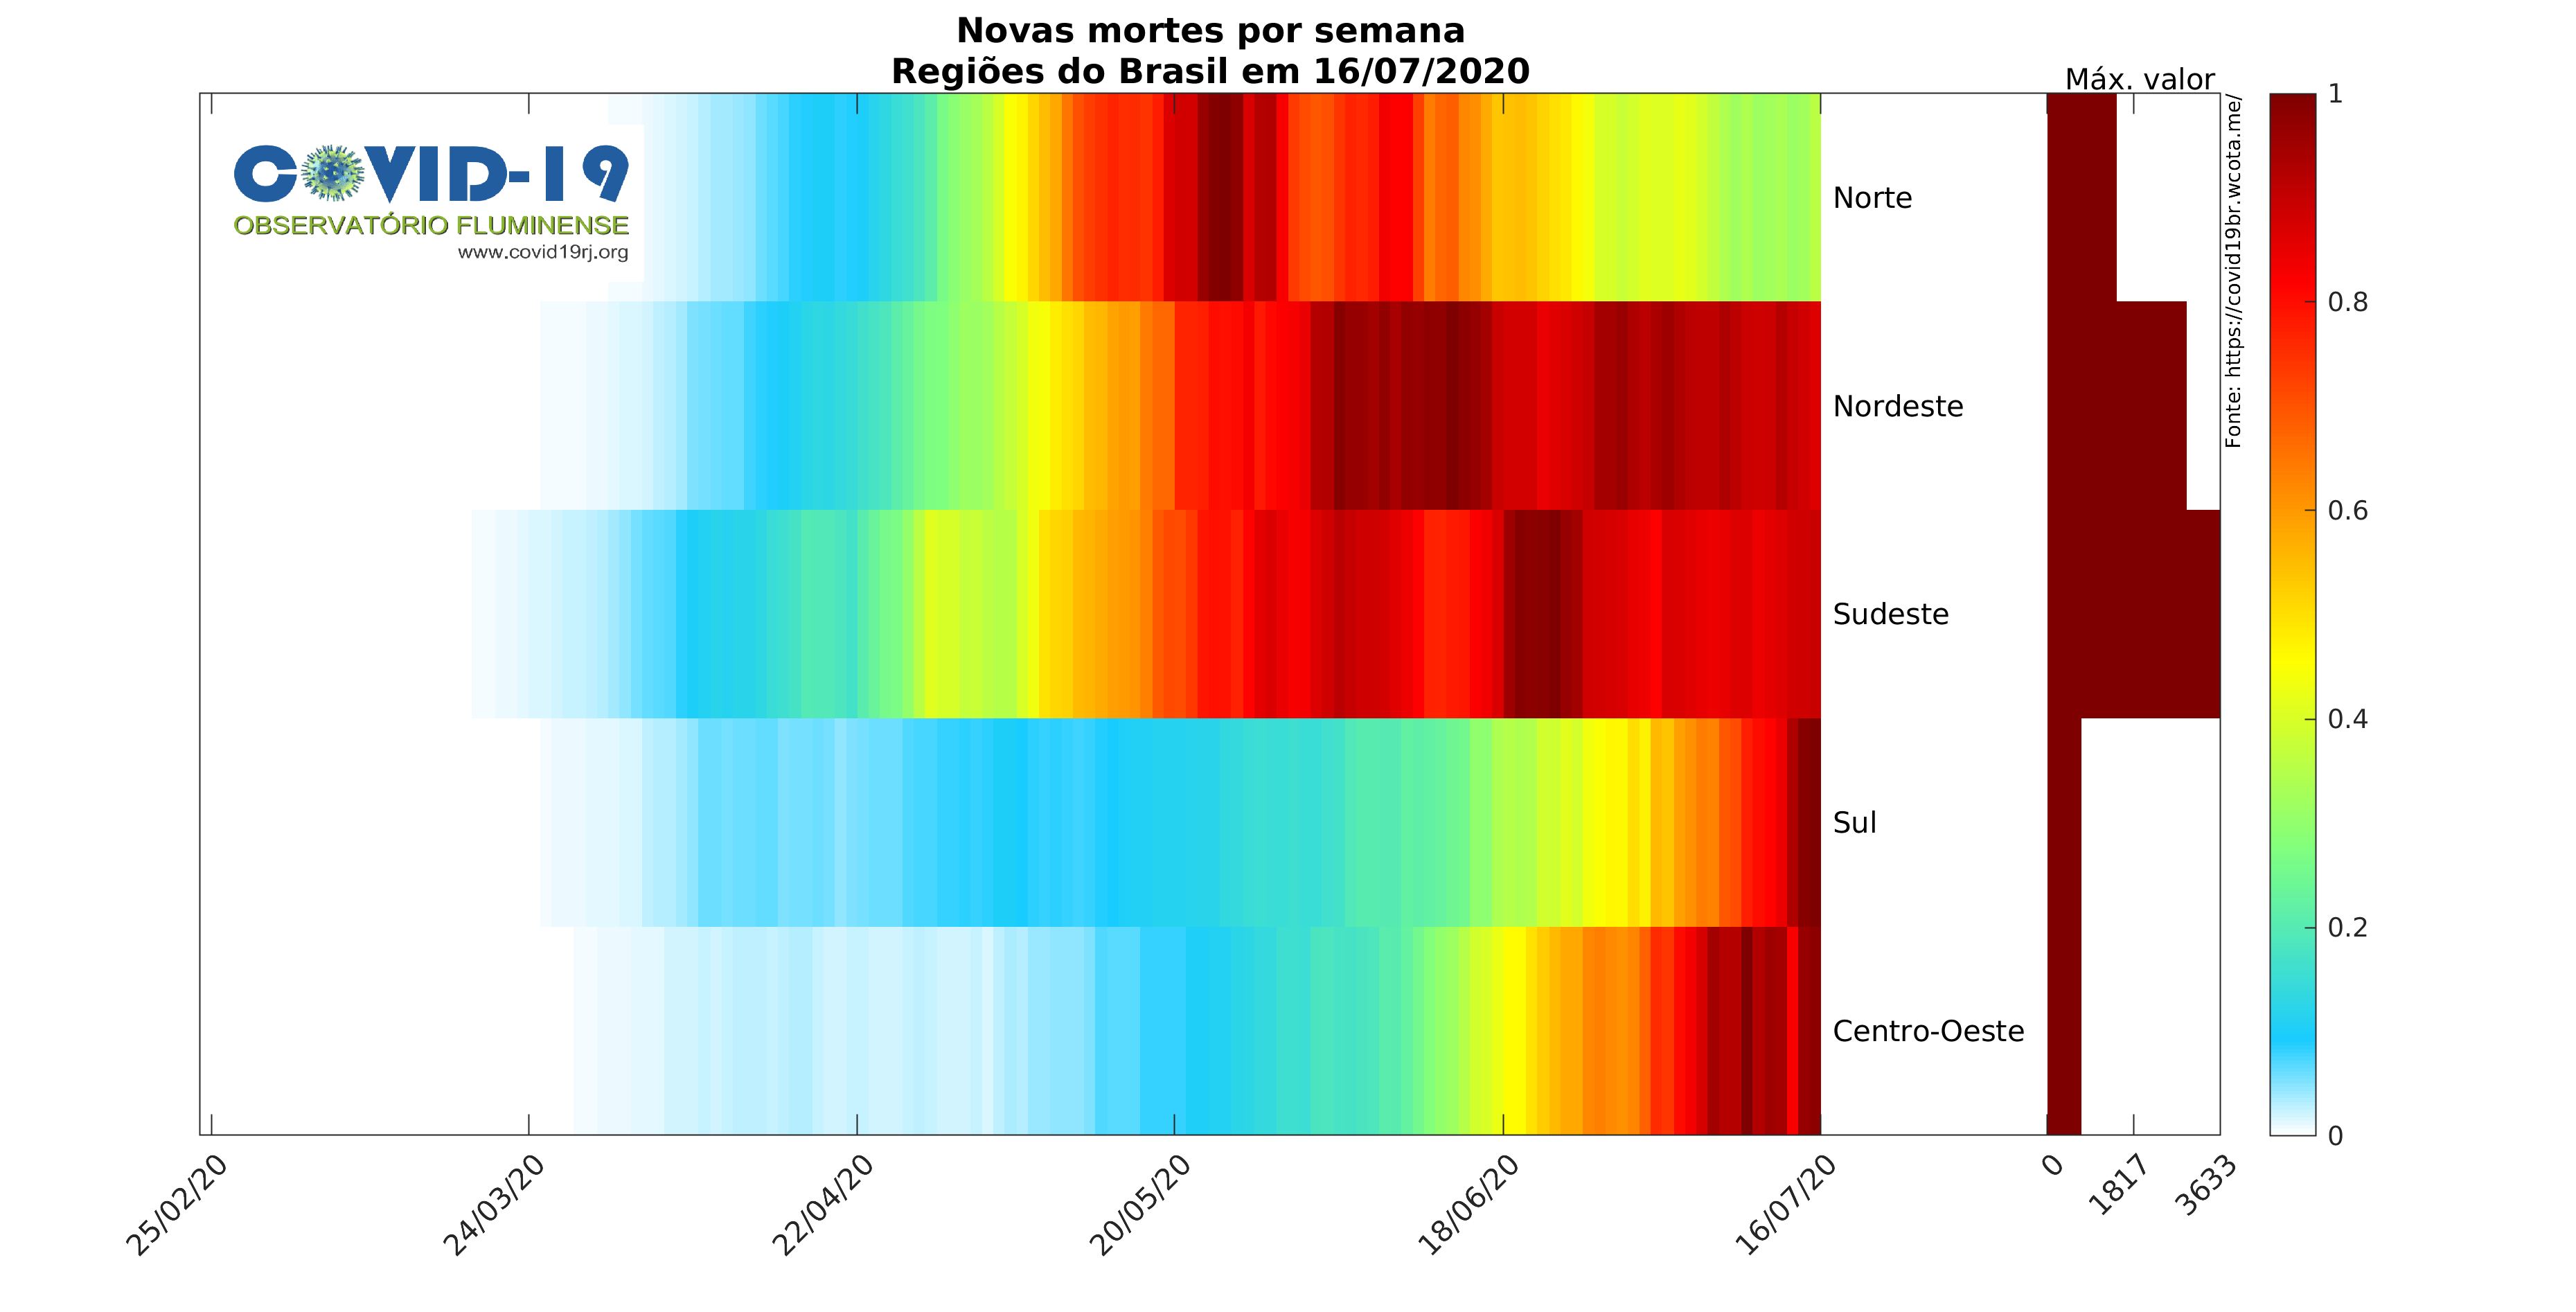 Novas mortes por semana
Regiões do Brasil em 16/07/2020
Máx. valor
COVID-19
OBSERVATÓRIO FLUMINENSE
www.covid19rj.org
Norte
Nordeste
Sudeste
Sul
Centro-Oeste
Fonte: https://covid19br.wcota.me/
1
0.8
0.6
0.4
0.2
0
25/02/20
24/03/20
22/04/20
20/05/20
18/06/20
16/07/20
0
1817
3633